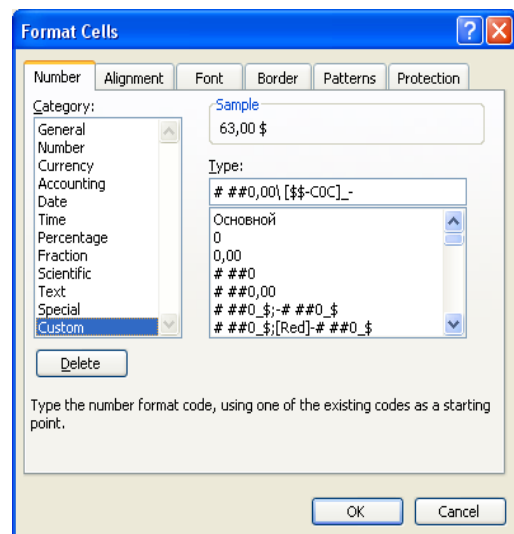 Format Cells
Number Alignment Font Border Patterns Protection
Category:
General
Number
Currency
Accounting
Date
Time
Percentage
Fraction
Scientific
Text
Special
Custom
Sample
63,00 $
Type:
# ##0,00\ [$$-C0C]_-
Основной
0
0,00
# ##0
# ##0,00
# ##0_$;-# ##0_$
# ##0_$;[Red]-# ##0_$
Delete
Type the number format code, using one of the existing codes as a starting
point.
OK Cancel